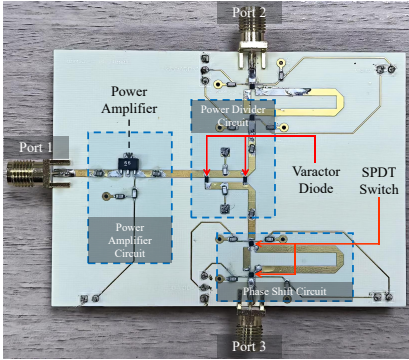 Port 2
Power
Amplifier
Power Divider
Circuit
Port 1
Varactor
Diode
SPDT
Switch
Power
Amplifier
Circuit
Phase Shift Circuit
Port 3